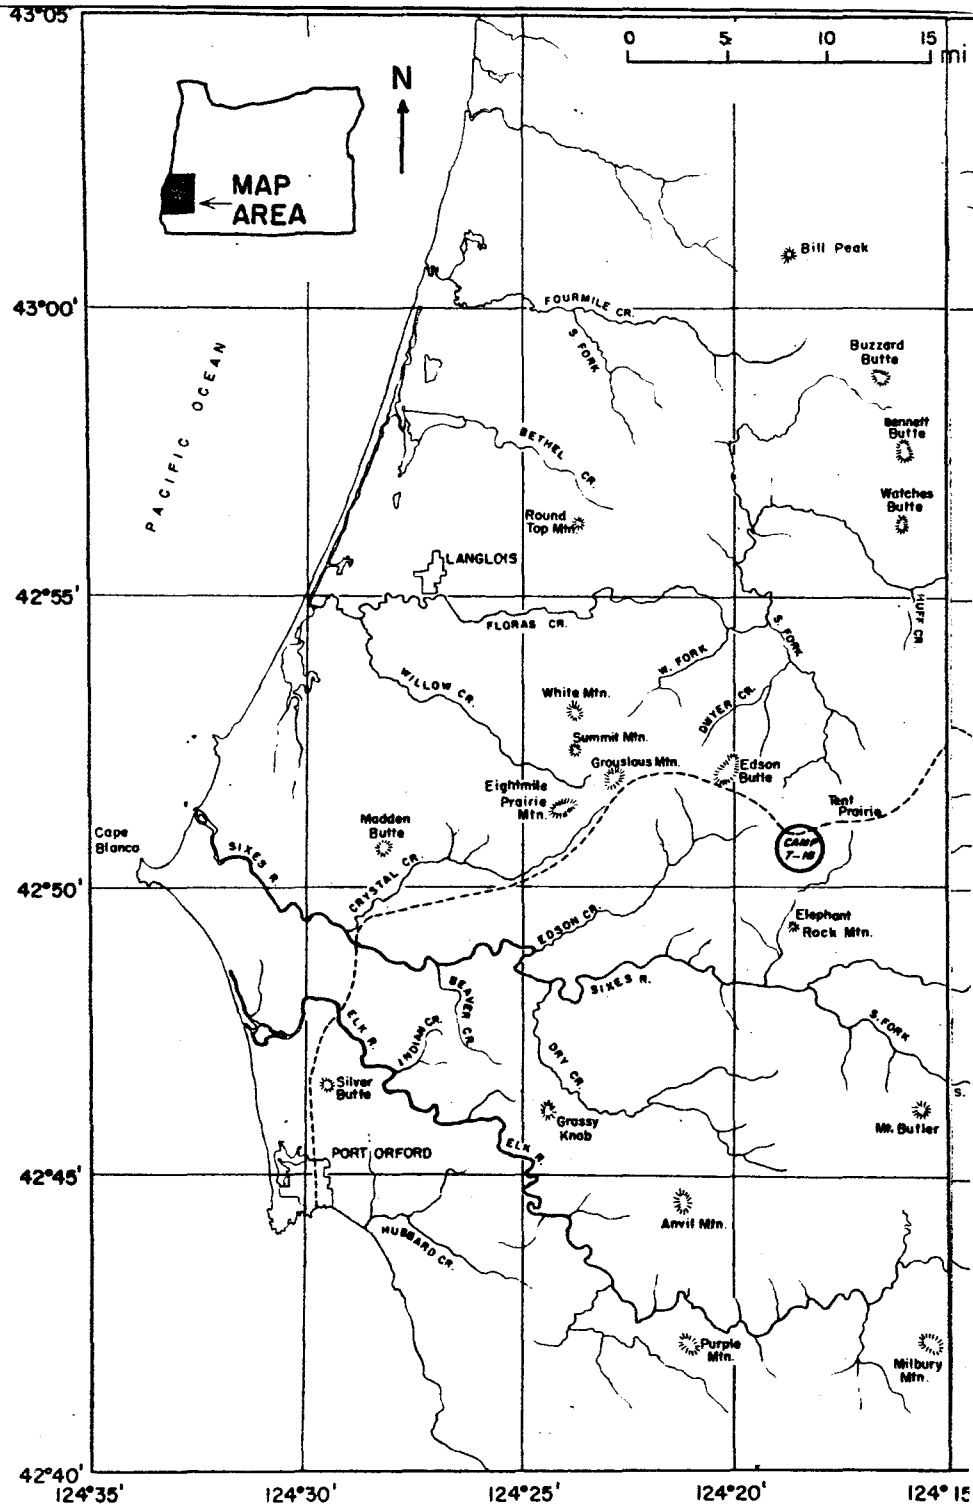 43°05'
0 5 10 15 mi
N
MAP
AREA
Bill Peak
43°00'
FOURMILE CR.
S. FORK
PACIFIC OCEAN
Buzzard
Butte
Bennett
Butte
BETHEL CR.
Watches
Butte
Round
Top Mtn.
LANGLOIS
42°55'
FLORAS CR.
HUFF CR.
S. FORK
W. FORK
WILLOW CR.
DWYER CR.
White Mtn.
Summit Mtn.
Grouslous Mtn.
Edson
Butte
Eightmile
Prairie
Mtn.
Tent
Prairie
Madden
Butte
Cape
Blanco
SIXES R.
CAMP
7-18
CRYSTAL CR.
42°50'
EDSON CR.
Elephant
Rock Mtn.
SIXES R.
BEAVER CR.
S. FORK
ELK R.
INDIAN CR.
DRY CR.
Silver
Butte
S.
Grassy
Knob
Mt. Butler
ELK R.
PORT ORFORD
42°45'
Anvil Mtn.
HUBBARD CR.
Purple
Mtn.
Milbury
Mtn.
42°40'
124°35' 124°30' 124°25' 124°20' 124°15